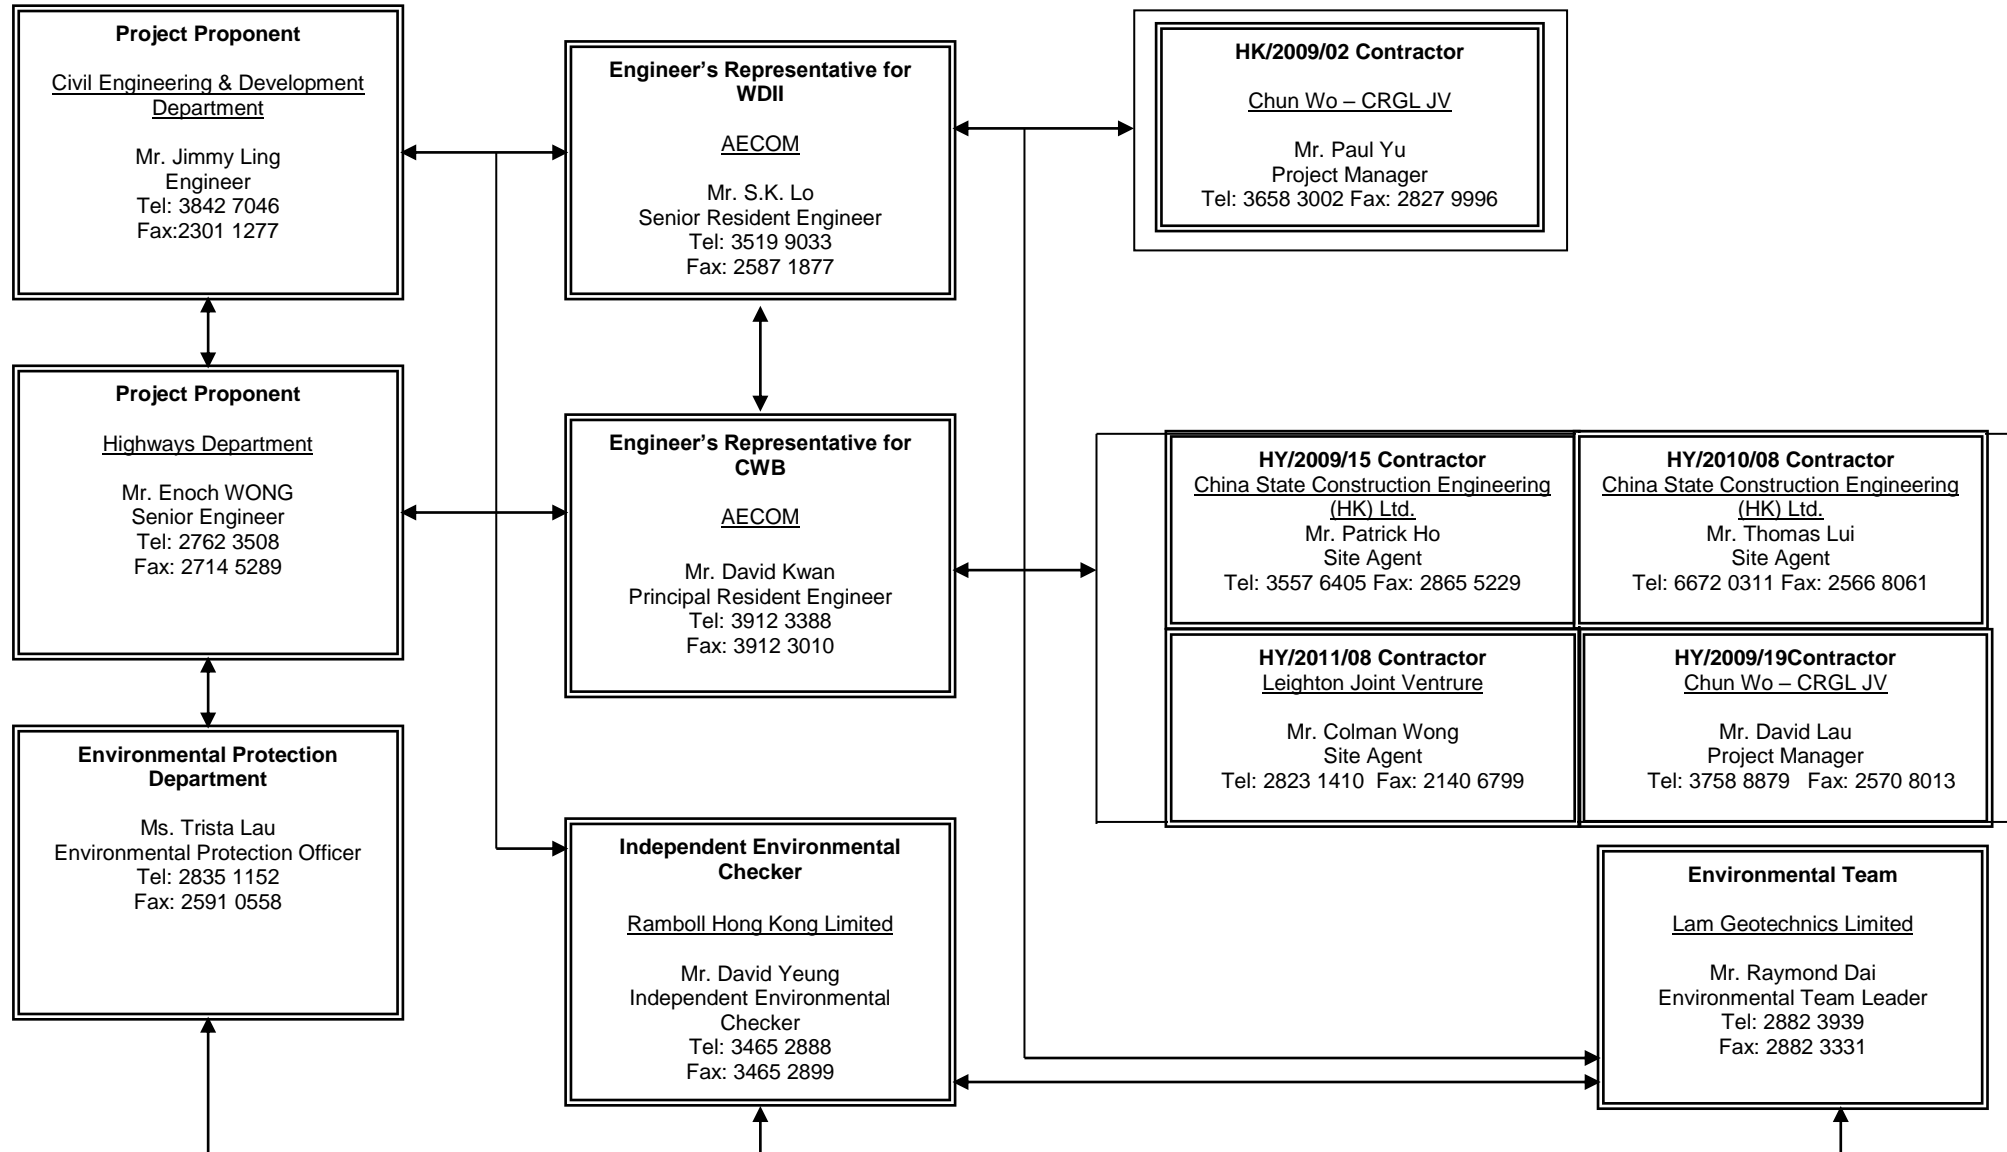 Project Proponent
Civil Engineering & Development
Department
Mr. Jimmy Ling
Engineer
Tel: 3842 7046
Fax:2301 1277
Engineer's Representative for
WDII
AECOM
Mr. S.K. Lo
Senior Resident Engineer
Tel: 3519 9033
Fax: 2587 1877
HK/2009/02 Contractor
Chun Wo – CRGL JV
Mr. Paul Yu
Project Manager
Tel: 3658 3002 Fax: 2827 9996
Project Proponent
Highways Department
Mr. Enoch WONG
Senior Engineer
Tel: 2762 3508
Fax: 2714 5289
Engineer's Representative for
CWB
AECOM
Mr. David Kwan
Principal Resident Engineer
Tel: 3912 3388
Fax: 3912 3010
HY/2009/15 Contractor
China State Construction Engineering
(HK) Ltd.
Mr. Patrick Ho
Site Agent
Tel: 3557 6405 Fax: 2865 5229
HY/2010/08 Contractor
China State Construction Engineering
(HK) Ltd.
Mr. Thomas Lui
Site Agent
Tel: 6672 0311 Fax: 2566 8061
HY/2011/08 Contractor
Leighton Joint Ventrure
Mr. Colman Wong
Site Agent
Tel: 2823 1410  Fax: 2140 6799
HY/2009/19Contractor
Chun Wo – CRGL JV
Mr. David Lau
Project Manager
Tel: 3758 8879   Fax: 2570 8013
Environmental Protection
Department
Ms. Trista Lau
Environmental Protection Officer
Tel: 2835 1152
Fax: 2591 0558
Independent Environmental
Checker
Ramboll Hong Kong Limited
Mr. David Yeung
Independent Environmental
Checker
Tel: 3465 2888
Fax: 3465 2899
Environmental Team
Lam Geotechnics Limited
Mr. Raymond Dai
Environmental Team Leader
Tel: 2882 3939
Fax: 2882 3331